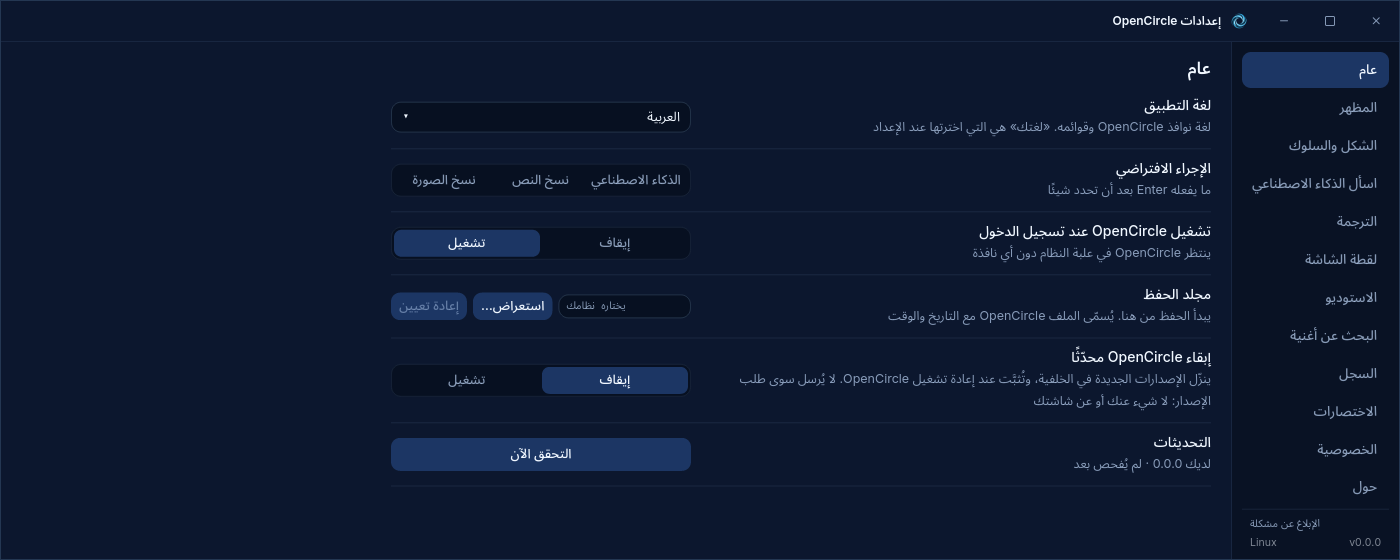 إعدادات OpenCircle
عام
المظهر
الشكل والسلوك
اسأل الذكاء الاصطناعي
الترجمة
لقطة الشاشة
الاستوديو
البحث عن أغنية
السجل
الاختصارات
الخصوصية
حول
الإبلاغ عن مشكلة
v0.0.0
Linux
عام
لغة التطبيق
لغة نوافذ OpenCircle وقوائمه. «لغتك» هي التي اخترتها عند الإعداد
العربية
الإجراء الافتراضي
ما يفعله Enter بعد أن تحدد شيئًا
الذكاء الاصطناعي
نسخ النص
نسخ الصورة
تشغيل OpenCircle عند تسجيل الدخول
ينتظر OpenCircle في علبة النظام دون أي نافذة
إيقاف
تشغيل
مجلد الحفظ
يبدأ الحفظ من هنا. يُسمّى الملف OpenCircle مع التاريخ والوقت
يختاره نظامك
استعراض...
إعادة تعيين
إبقاء OpenCircle محدّثًا
ينزّل الإصدارات الجديدة في الخلفية، وتُثبَّت عند إعادة تشغيل OpenCircle. لا يُرسل سوى طلب
الإصدار: لا شيء عنك أو عن شاشتك
إيقاف
تشغيل
التحديثات
لديك 0.0.0 · لم يُفحص بعد
التحقق الآن